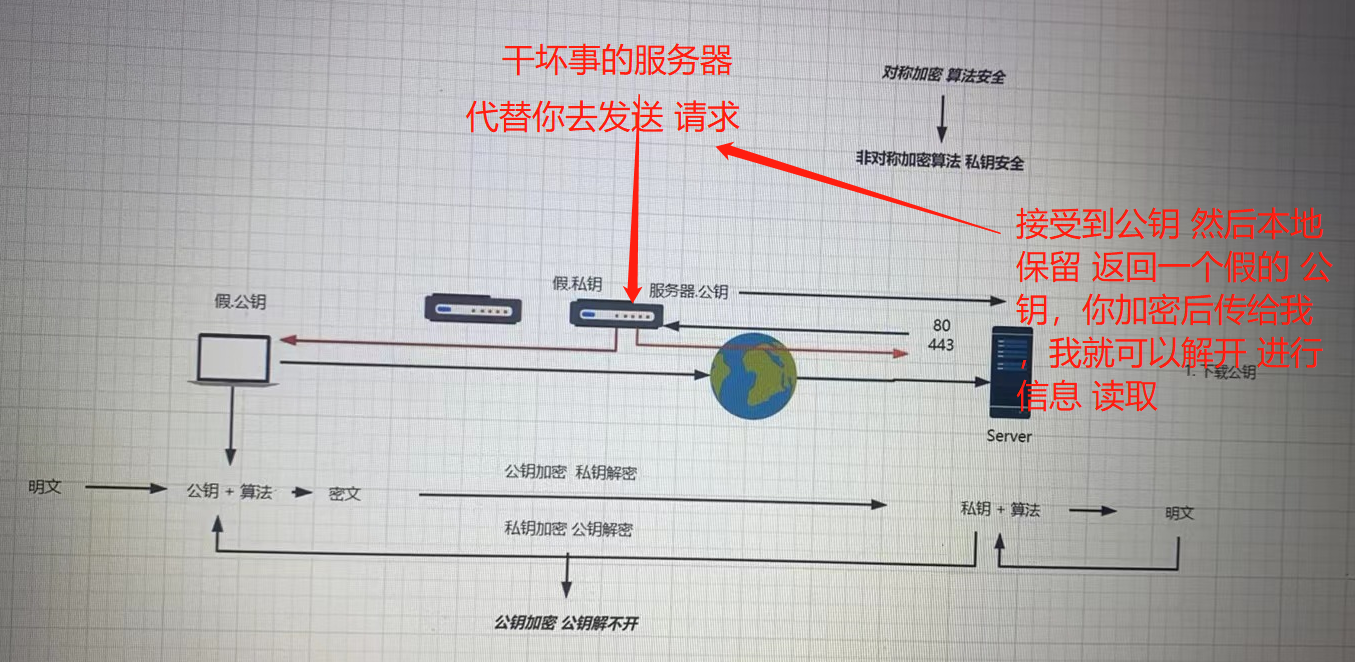 干坏事的服务器
代替你去发送 请求
对称加密 算法安全
非对称加密算法 私钥安全
接受到公钥 然后本地
保留 返回一个假的 公
钥，你加密后传给我
，我就可以解开 进行
信息 读取
假.公钥
假.私钥
服务器.公钥
80
443
1. 下载公钥
Server
明文
公钥 + 算法
密文
公钥加密 私钥解密
私钥加密 公钥解密
私钥 + 算法
明文
公钥加密 公钥解不开